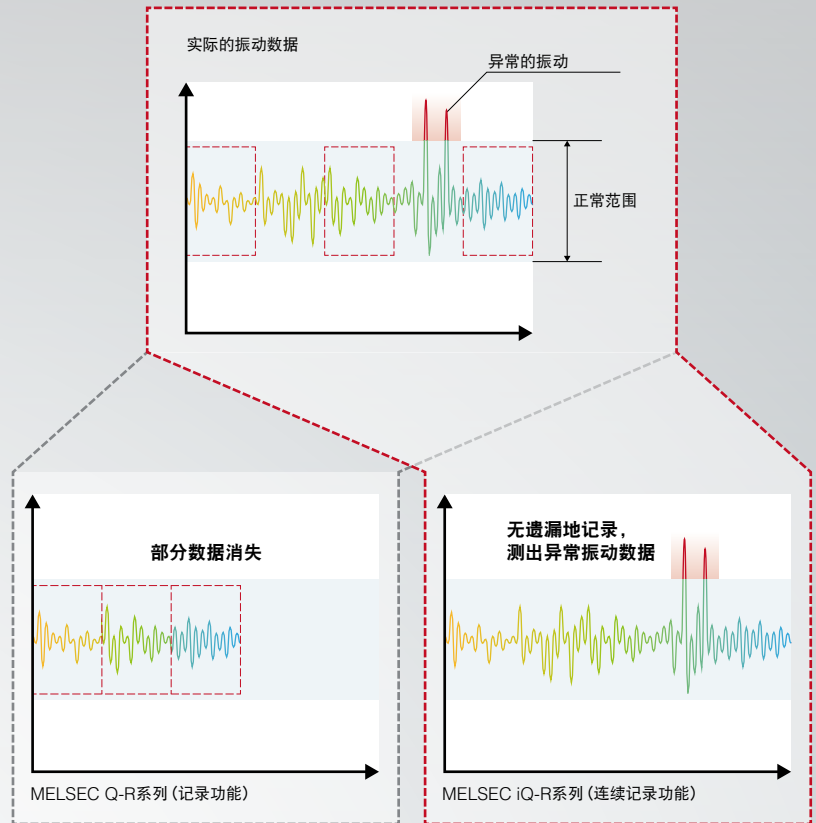 实际的振动数据
异常的振动
正常范围
部分数据消失
MELSEC Q-R系列（记录功能）
无遗漏地记录，
测出异常振动数据
MELSEC iQ-R系列（连续记录功能）